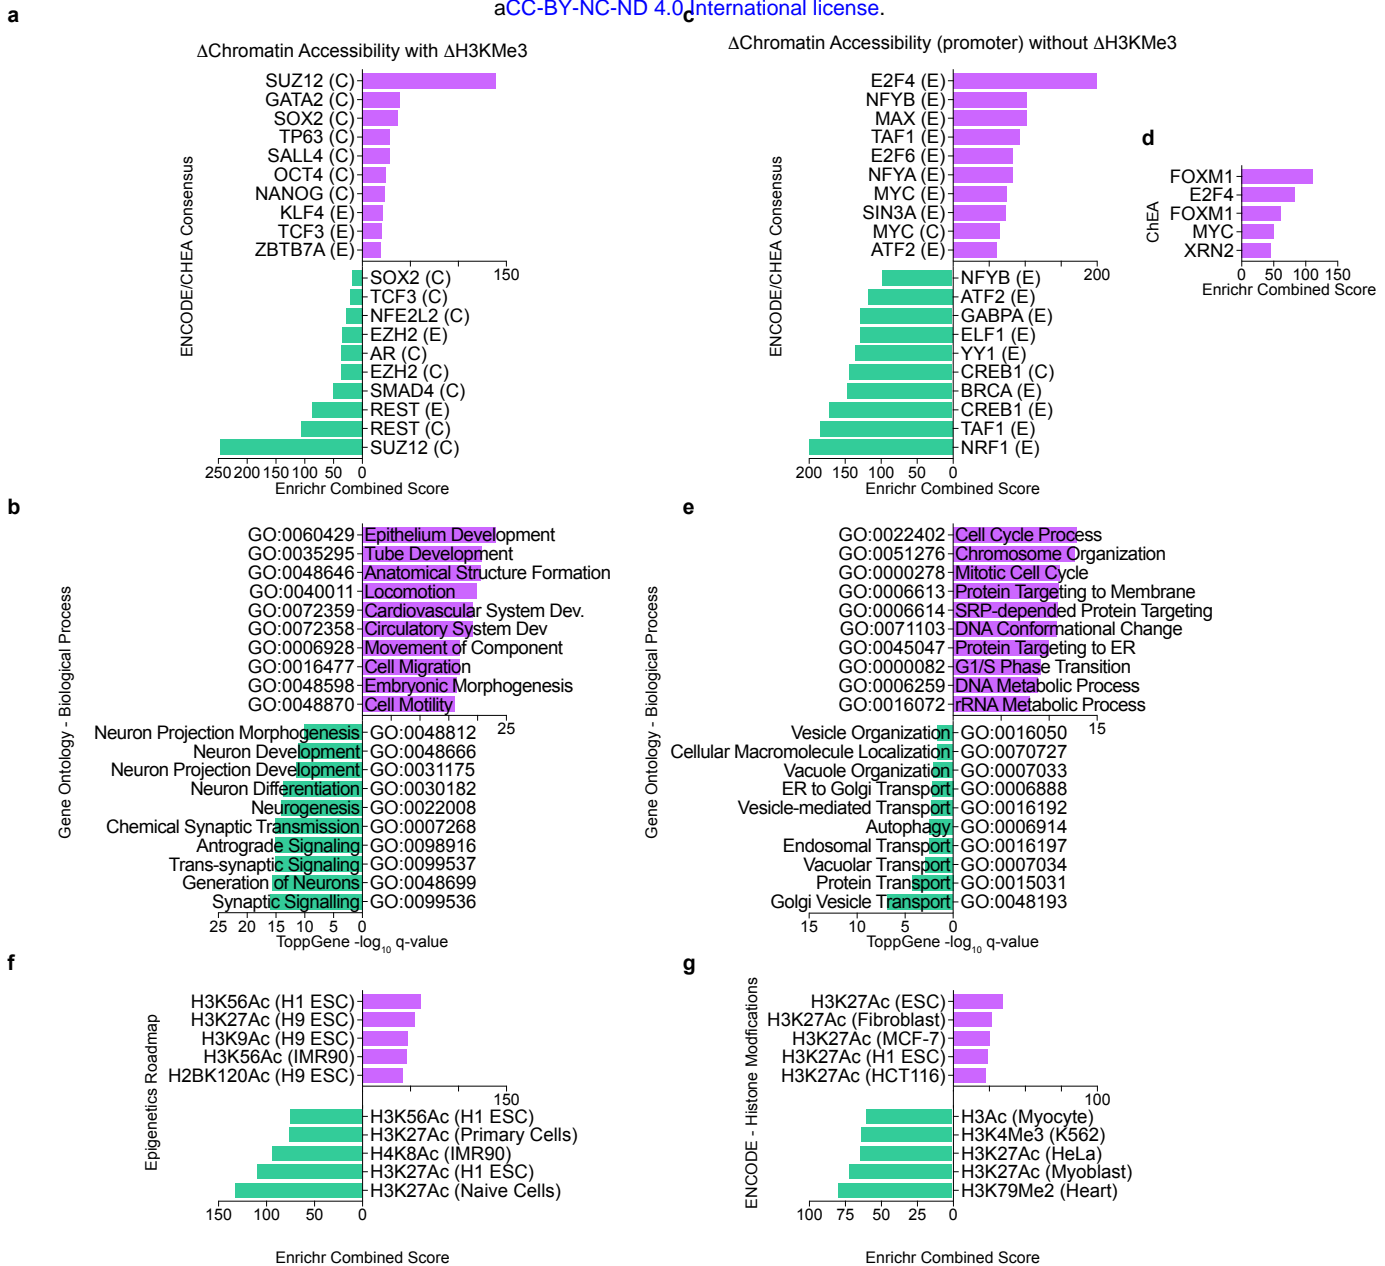 aCC-BY-NC-ND 4.0 International license.
a
ΔChromatin Accessibility with ΔH3KMe3
ENCODE/CHEA Consensus
SUZ12 (C)
GATA2 (C)
SOX2 (C)
TP63 (C)
SALL4 (C)
OCT4 (C)
NANOG (C)
KLF4 (E)
TCF3 (E)
ZBTB7A (E)
150
SOX2 (C)
TCF3 (C)
NFE2L2 (C)
EZH2 (E)
AR (C)
EZH2 (C)
SMAD4 (C)
REST (E)
REST (C)
SUZ12 (C)
250 200 150 100 50 0
Enrichr Combined Score
c
ΔChromatin Accessibility (promoter) without ΔH3KMe3
ENCODE/CHEA Consensus
E2F4 (E)
NFYB (E)
MAX (E)
TAF1 (E)
E2F6 (E)
NFYA (E)
MYC (E)
SIN3A (E)
MYC (C)
ATF2 (E)
200
NFYB (E)
ATF2 (E)
GABPA (E)
ELF1 (E)
YY1 (E)
CREB1 (C)
BRCA (E)
CREB1 (E)
TAF1 (E)
NRF1 (E)
200 150 100 50 0
Enrichr Combined Score
d
ChEA
FOXM1
E2F4
FOXM1
MYC
XRN2
0 50 100 150
Enrichr Combined Score
b
Gene Ontology - Biological Process
GO:0060429 Epithelium Development
GO:0035295 Tube Development
GO:0048646 Anatomical Structure Formation
GO:0040011 Locomotion
GO:0072359 Cardiovascular System Dev.
GO:0072358 Circulatory System Dev
GO:0006928 Movement of Component
GO:0016477 Cell Migration
GO:0048598 Embryonic Morphogenesis
GO:0048870 Cell Motility
25
Neuron Projection Morphogenesis GO:0048812
Neuron Development GO:0048666
Neuron Projection Development GO:0031175
Neuron Differentiation GO:0030182
Neurogenesis GO:0022008
Chemical Synaptic Transmission GO:0007268
Antrograde Signaling GO:0098916
Trans-synaptic Signaling GO:0099537
Generation of Neurons GO:0048699
Synaptic Signalling GO:0099536
25 20 15 10 5 0
ToppGene -log10 q-value
e
Gene Ontology - Biological Process
GO:0022402 Cell Cycle Process
GO:0051276 Chromosome Organization
GO:0000278 Mitotic Cell Cycle
GO:0006613 Protein Targeting to Membrane
GO:0006614 SRP-depended Protein Targeting
GO:0071103 DNA Conformational Change
GO:0045047 Protein Targeting to ER
GO:0000082 G1/S Phase Transition
GO:0006259 DNA Metabolic Process
GO:0016072 rRNA Metabolic Process
15
Vesicle Organization GO:0016050
Cellular Macromolecule Localization GO:0070727
Vacuole Organization GO:0007033
ER to Golgi Transport GO:0006888
Vesicle-mediated Transport GO:0016192
Autophagy GO:0006914
Endosomal Transport GO:0016197
Vacuolar Transport GO:0007034
Protein Transport GO:0015031
Golgi Vesicle Transport GO:0048193
15 10 5 0
ToppGene -log10 q-value
f
Epigenetics Roadmap
H3K56Ac (H1 ESC)
H3K27Ac (H9 ESC)
H3K9Ac (H9 ESC)
H3K56Ac (IMR90)
H2BK120Ac (H9 ESC)
150
H3K56Ac (H1 ESC)
H3K27Ac (Primary Cells)
H4K8Ac (IMR90)
H3K27Ac (H1 ESC)
H3K27Ac (Naive Cells)
150 100 50 0
Enrichr Combined Score
g
ENCODE - Histone Modfications
H3K27Ac (ESC)
H3K27Ac (Fibroblast)
H3K27Ac (MCF-7)
H3K27Ac (H1 ESC)
H3K27Ac (HCT116)
100
H3Ac (Myocyte)
H3K4Me3 (K562)
H3K27Ac (HeLa)
H3K27Ac (Myoblast)
H3K79Me2 (Heart)
100 75 50 25 0
Enrichr Combined Score